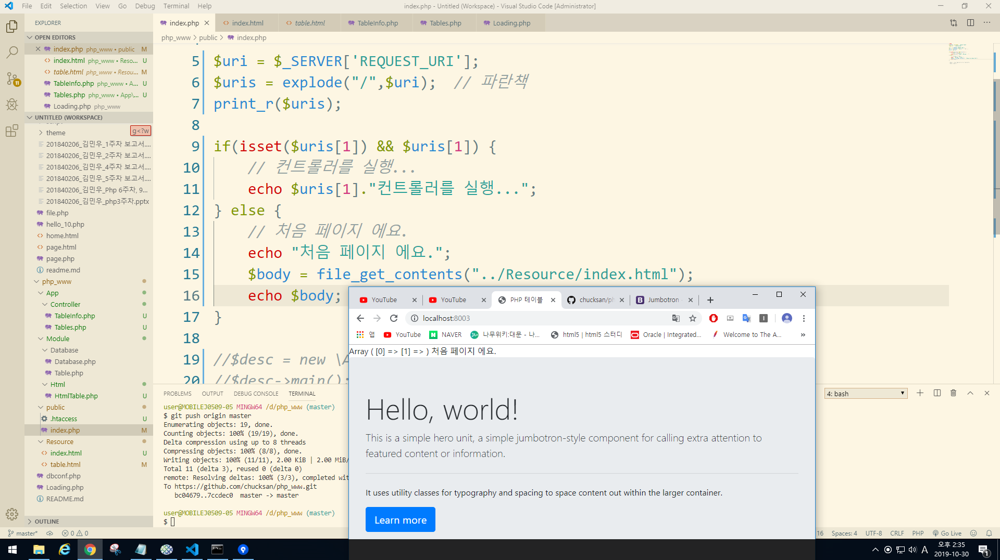 File Edit Selection View Go Debug Terminal Help
index.php - Untitled (Workspace) - Visual Studio Code [Administrator]
EXPLORER
OPEN EDITORS
index.php php_www • public M
index.html php_www • Reso... U
table.html php_www • Resou... M
TableInfo.php php_www • A... U
Tables.php php_www • App\... U
Loading.php php_www
UNTITLED (WORKSPACE)
g<?w
theme
201840206_김민우_1주차 보고서....
201840206_김민우_2주차 보고서....
201840206_김민우_4주차 보고서....
201840206_김민우_5주차 보고서....
201840206_김민우_Php 6주차, 9...
201840206_김민우_php3주차.pptx
file.php
hello_10.php
home.html
page.html
page.php
readme.md
php_www
App
Controller
TableInfo.php U
Tables.php U
Module
Database
Database.php
Table.php
Html
HtmlTable.php U
public
.htaccess U
index.php M
Resource
index.html U
table.html M
dbconf.php
Loading.php
README.md
OUTLINE
11
index.php index.html table.html TableInfo.php Tables.php Loading.php
php_www > public > index.php
5 $uri = $_SERVER['REQUEST_URI'];
6 $uris = explode("/",$uri); // 파란책
7 print_r($uris);
8
9 if(isset($uris[1]) && $uris[1]) {
10 // 컨트롤러를 실행...
11 echo $uris[1]."컨트롤러를 실행...";
12 } else {
13 // 처음 페이지 에요.
14 echo "처음 페이지 에요.";
15 $body = file_get_contents("../Resource/index.html");
16 echo $body;
17 }
18
19 //$desc = new \A
20 //$desc->main();
PROBLEMS OUTPUT DEBUG CONSOLE TERMINAL
4: bash
user@MOBILEJ0509-05 MINGW64 /d/php_www (master)
$ git push origin master
Enumerating objects: 19, done.
Counting objects: 100% (19/19), done.
Delta compression using up to 8 threads
Compressing objects: 100% (8/8), done.
Writing objects: 100% (11/11), 2.00 KiB | 2.00 MiB/
Total 11 (delta 3), reused 0 (delta 0)
remote: Resolving deltas: 100% (3/3), completed wit
To https://github.com/chucksan/php_www.git
bc04679..7ccdec0 master -> master
user@MOBILEJ0509-05 MINGW64 /d/php_www (master)
$
YouTube YouTube PHP 테이블 chucksan/ph Jumbotron
localhost:8003
앱 YouTube NAVER 나무위키:대문 - 나... html5 | html5 스터디 Oracle | Integrated... Welcome to The A... »
Array ( [0] => [1] => ) 처음 페이지 에요.
Hello, world!
This is a simple hero unit, a simple jumbotron-style component for calling extra attention to
featured content or information.
It uses utility classes for typography and spacing to space content out within the larger container.
Learn more
master* 0 0
16 Spaces: 4 UTF-8 CRLF PHP Go Live
A 오후 2:35
2019-10-30
1